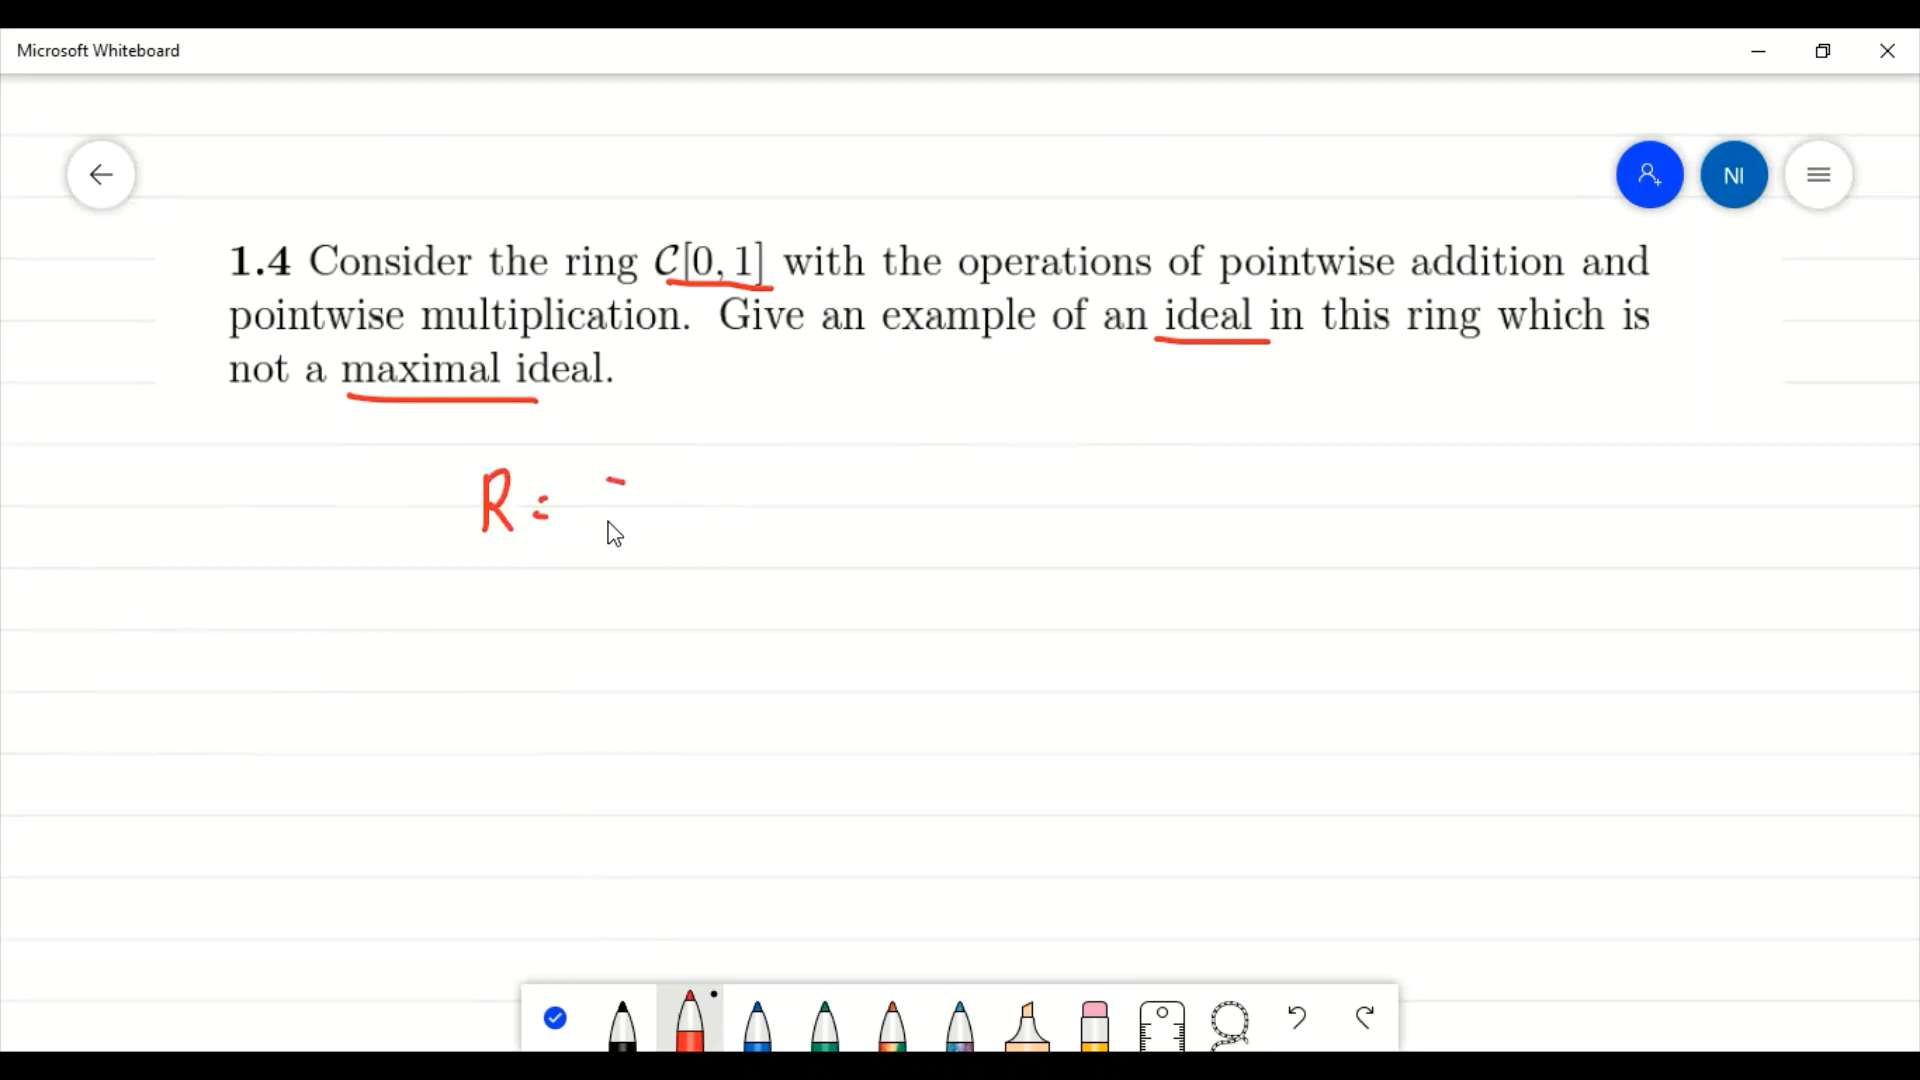 Microsoft Whiteboard
NI
1.4 Consider the ring 𝒞[0, 1] with the operations of pointwise addition and
pointwise multiplication. Give an example of an ideal in this ring which is
not a maximal ideal.
R =